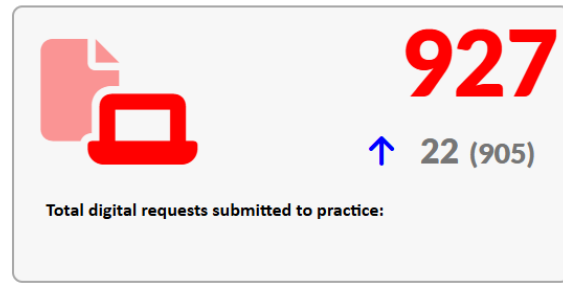 927
↑ 22 (905)
Total digital requests submitted to practice: